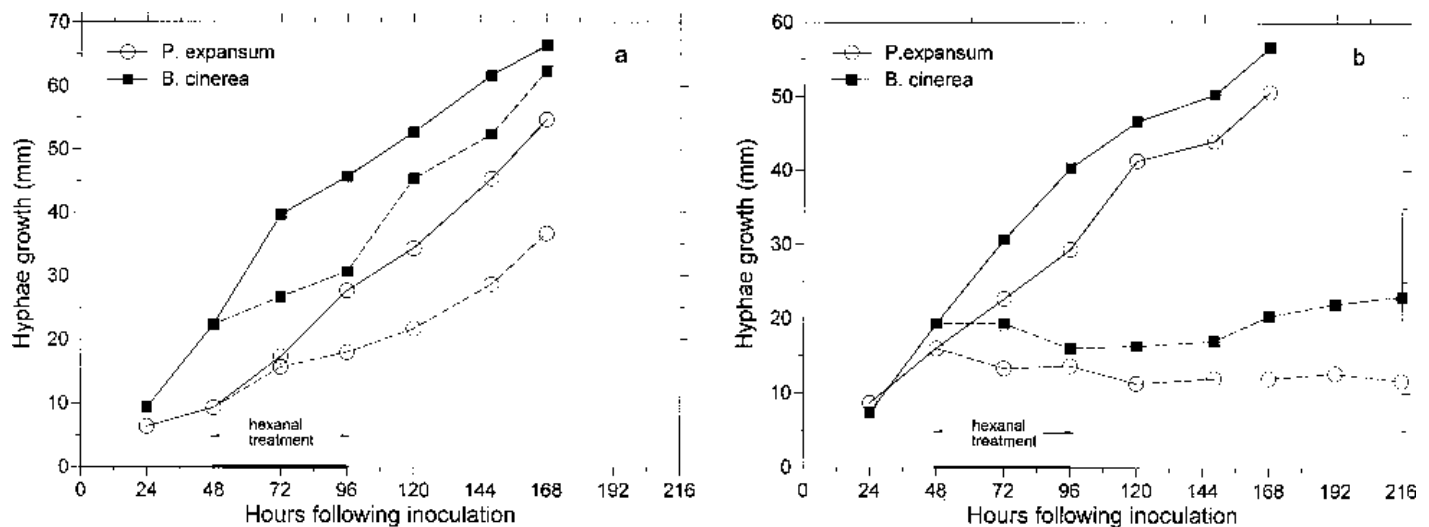 70
60
50
40
30
20
10
0
P. expansum
B. cinerea
a
Hyphae growth (mm)
hexanal
treatment
0 24 48 72 96 120 144 168 192 216
Hours following inoculation
60
50
40
30
20
10
0
P.expansum
B. cinerea
b
Hyphae growth (mm)
hexanal
treatment
0 24 48 72 96 120 144 168 192 216
Hours following inoculation